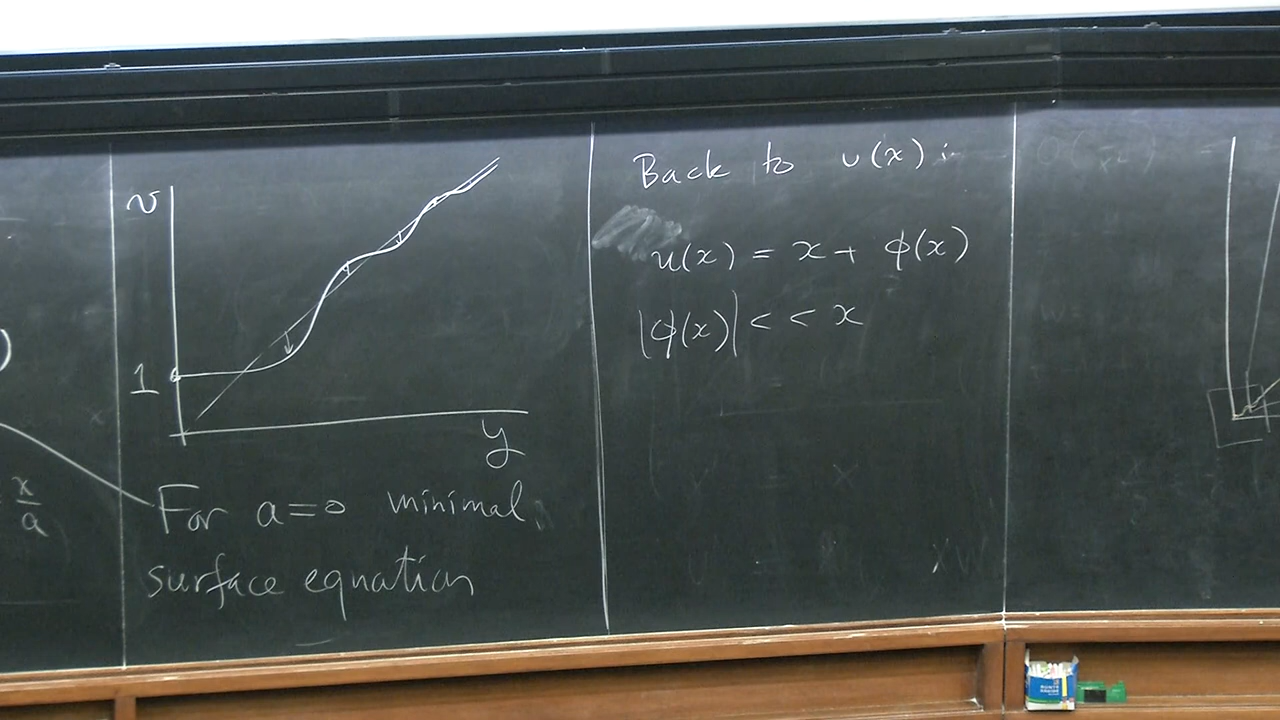 )
x/a
v
1
y
For a=0 minimal
surface equation
Back to u(x) :
u(x) = x + φ(x)
|φ(x)| < < x